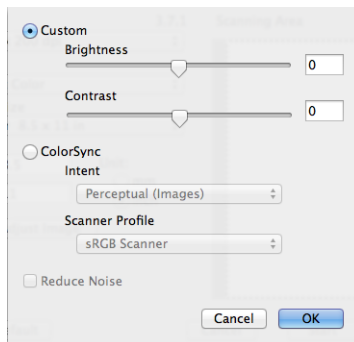 Custom
Brightness
0
Contrast
0
ColorSync
Intent
Perceptual (Images)
Scanner Profile
sRGB Scanner
Reduce Noise
Cancel
OK